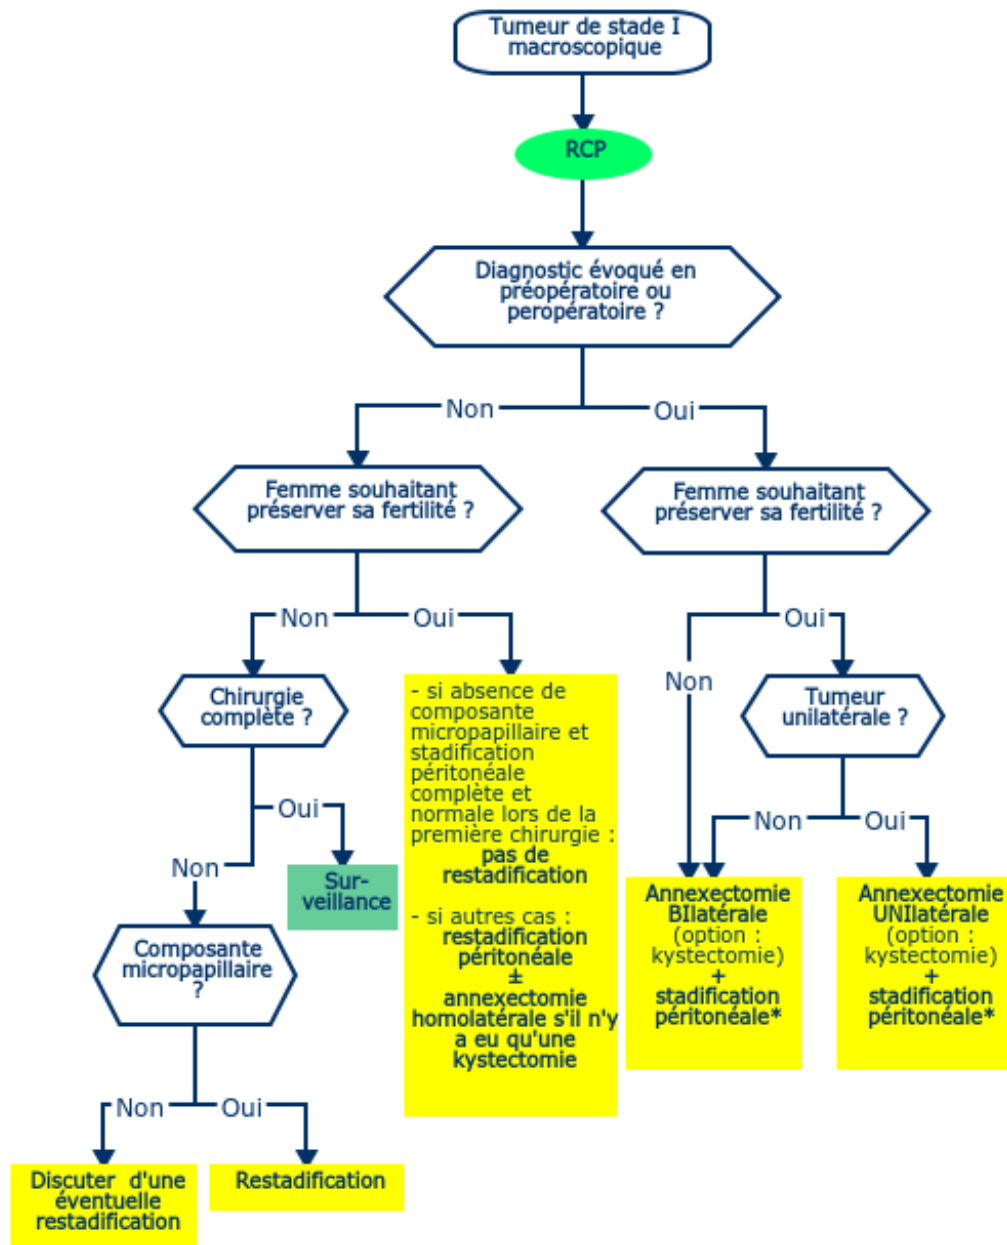 Tumeur de stade I
macroscopique
RCP
Diagnostic évoqué en
préopératoire ou
peropératoire ?
Non
Oui
Femme souhaitant
préserver sa fertilité ?
Femme souhaitant
préserver sa fertilité ?
Non
Oui
Oui
Non
Chirurgie
complète ?
- si absence de
composante
micropapillaire et
stadification
péritonéale
complète et
normale lors de la
première chirurgie :
pas de
restadification
- si autres cas :
restadification
péritonéale
±
annexectomie
homolatérale s'il n'y
a eu qu'une
kystectomie
Tumeur
unilatérale ?
Oui
Non
Non
Oui
Sur-
veillance
Annexectomie
BIlatérale
(option :
kystectomie)
+
stadification
péritonéale*
Annexectomie
UNIlatérale
(option :
kystectomie)
+
stadification
péritonéale*
Composante
micropapillaire
?
Non
Oui
Discuter d'une
éventuelle
restadification
Restadification